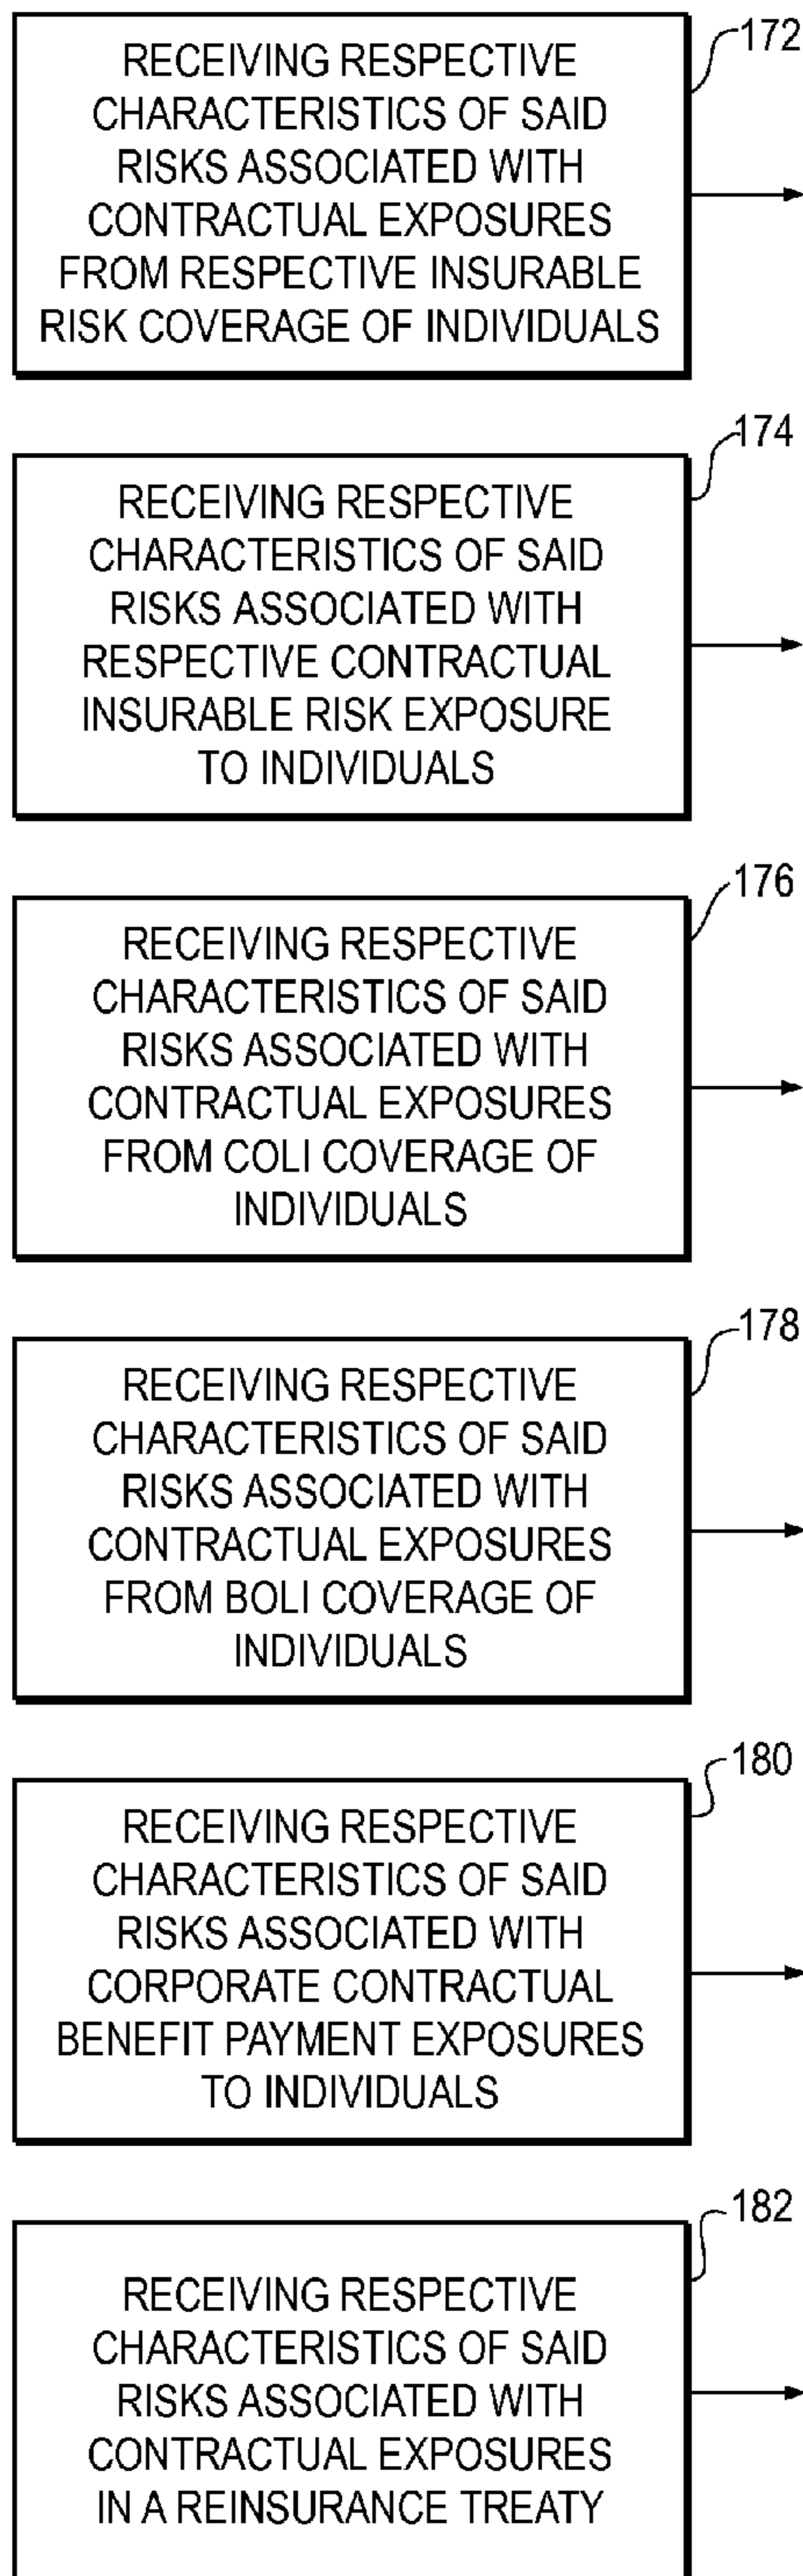 172
RECEIVING RESPECTIVE
CHARACTERISTICS OF SAID
RISKS ASSOCIATED WITH
CONTRACTUAL EXPOSURES
FROM RESPECTIVE INSURABLE
RISK COVERAGE OF INDIVIDUALS
174
RECEIVING RESPECTIVE
CHARACTERISTICS OF SAID
RISKS ASSOCIATED WITH
RESPECTIVE CONTRACTUAL
INSURABLE RISK EXPOSURE
TO INDIVIDUALS
176
RECEIVING RESPECTIVE
CHARACTERISTICS OF SAID
RISKS ASSOCIATED WITH
CONTRACTUAL EXPOSURES
FROM COLI COVERAGE OF
INDIVIDUALS
178
RECEIVING RESPECTIVE
CHARACTERISTICS OF SAID
RISKS ASSOCIATED WITH
CONTRACTUAL EXPOSURES
FROM BOLI COVERAGE OF
INDIVIDUALS
180
RECEIVING RESPECTIVE
CHARACTERISTICS OF SAID
RISKS ASSOCIATED WITH
CORPORATE CONTRACTUAL
BENEFIT PAYMENT EXPOSURES
TO INDIVIDUALS
182
RECEIVING RESPECTIVE
CHARACTERISTICS OF SAID
RISKS ASSOCIATED WITH
CONTRACTUAL EXPOSURES
IN A REINSURANCE TREATY